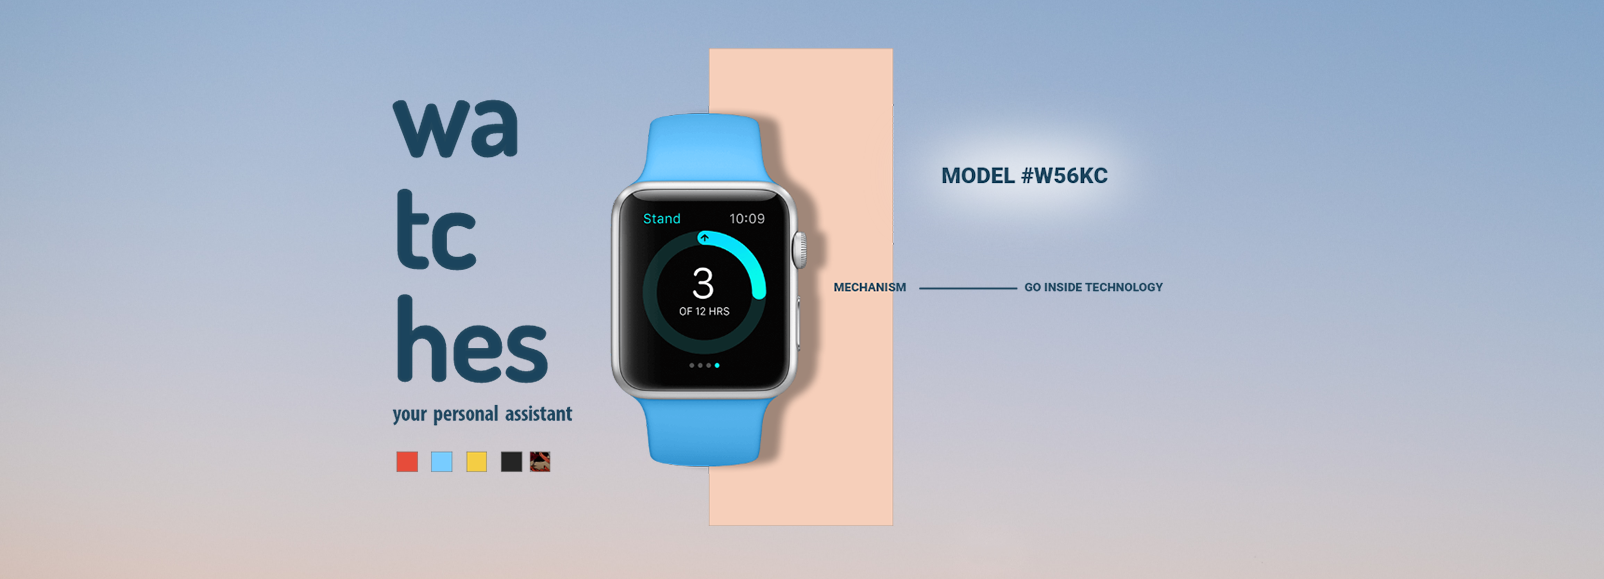 wa
tc
hes
your personal assistant
Stand 10:09
3
OF 12 HRS
MODEL #W56KC
MECHANISM GO INSIDE TECHNOLOGY